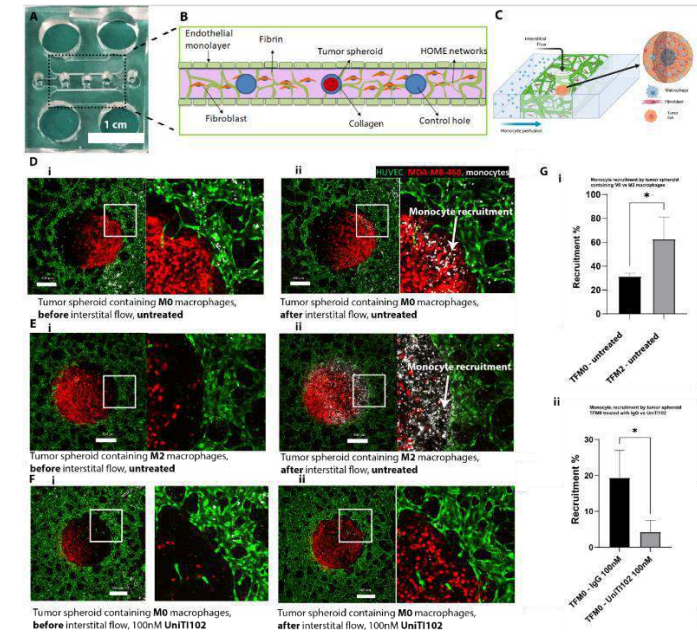 A
1 cm
B
Endothelial
monolayer
Fibrin
Tumor spheroid
HOME networks
Fibroblast
Collagen
Control hole
C
Interstitial
Flow
Macrophage
Fibroblast
Tumor
Cell
Monocyte perfusion
D
i
ii
HUVEC, MDA-MB-468, monocytes
Monocyte recruitment
Tumor spheroid containing M0 macrophages,
before interstital flow, untreated
Tumor spheroid containing M0 macrophages,
after interstital flow, untreated
E
i
ii
Monocyte recruitment
Tumor spheroid containing M2 macrophages,
before interstital flow, untreated
Tumor spheroid containing M2 macrophages,
after interstital flow, untreated
F
i
ii
Tumor spheroid containing M0 macrophages,
before interstital flow, 100nM UniTI102
Tumor spheroid containing M0 macrophages,
after interstital flow, 100nM UniTI102
G
i
Monocyte recruitment by tumor spheroid
containing M0 vs M2 macrophages
*
Recruitment %
100
80
60
40
20
0
TFM0 - untreated
TFM2 - untreated
ii
Monocyte recruitment by tumor spheroid
TFM0 treated with IgG vs UniTI102
*
Recruitment %
30
20
10
0
TFM0 - IgG 100nM
TFM0 - UniTI102 100nM